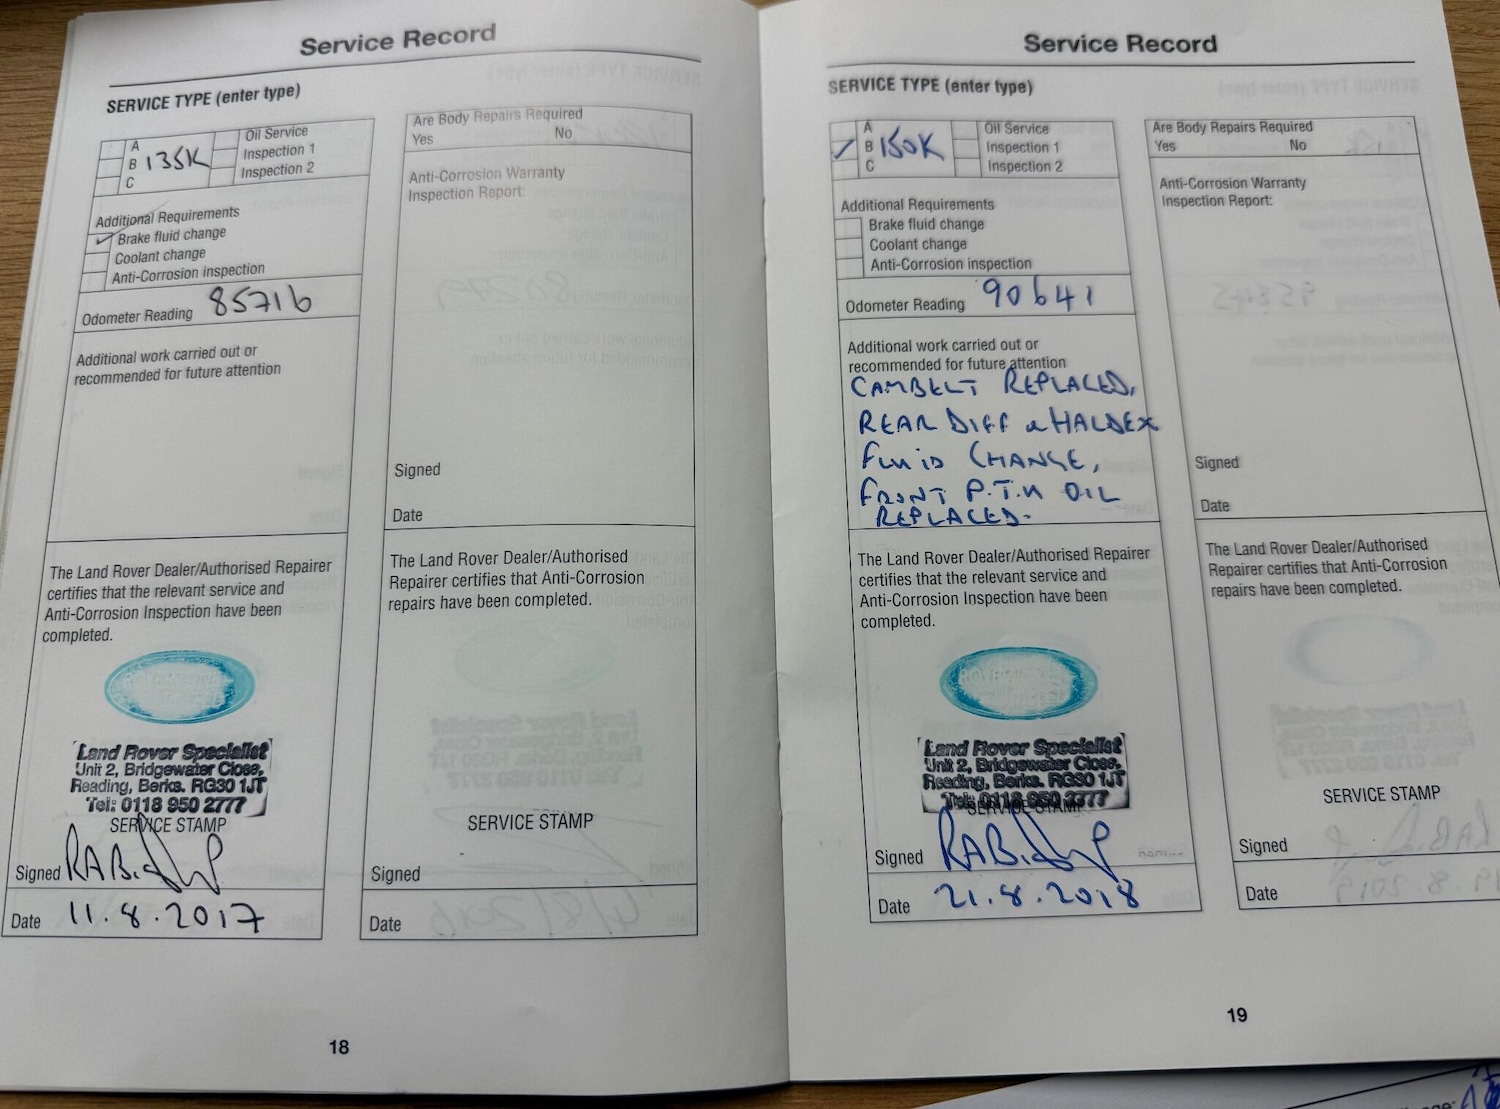 Service Record
SERVICE TYPE (enter type)
A
B 135K
C
Oil Service
Inspection 1
Inspection 2
Additional Requirements
Brake fluid change
Coolant change
Anti-Corrosion inspection
Odometer Reading 85716
Additional work carried out or
recommended for future attention
The Land Rover Dealer/Authorised Repairer
certifies that the relevant service and
Anti-Corrosion Inspection have been
completed.
Land Rover Specialist
Unit 2, Bridgewater Close,
Reading, Berks. RG30 1JT
Tel: 0118 950 2777
SERVICE STAMP
Signed
Date 11.8.2017
Are Body Repairs Required
Yes No
Anti-Corrosion Warranty
Inspection Report:
Signed
Date
The Land Rover Dealer/Authorised
Repairer certifies that Anti-Corrosion
repairs have been completed.
SERVICE STAMP
Signed
Date
18
Service Record
SERVICE TYPE (enter type)
A
B 150K
C
Oil Service
Inspection 1
Inspection 2
Additional Requirements
Brake fluid change
Coolant change
Anti-Corrosion inspection
Odometer Reading 90641
Additional work carried out or
recommended for future attention
CAMBELT REPLACED,
REAR DIFF & HALDEX
FLUID CHANGE,
FRONT P.T.U OIL
REPLACED.
The Land Rover Dealer/Authorised Repairer
certifies that the relevant service and
Anti-Corrosion Inspection have been
completed.
Land Rover Specialist
Unit 2, Bridgewater Close,
Reading, Berks. RG30 1JT
Tel: 0118 950 2777
SERVICE STAMP
Signed
Date 21.8.2018
Are Body Repairs Required
Yes No
Anti-Corrosion Warranty
Inspection Report:
Signed
Date
The Land Rover Dealer/Authorised
Repairer certifies that Anti-Corrosion
repairs have been completed.
SERVICE STAMP
Signed
Date
19